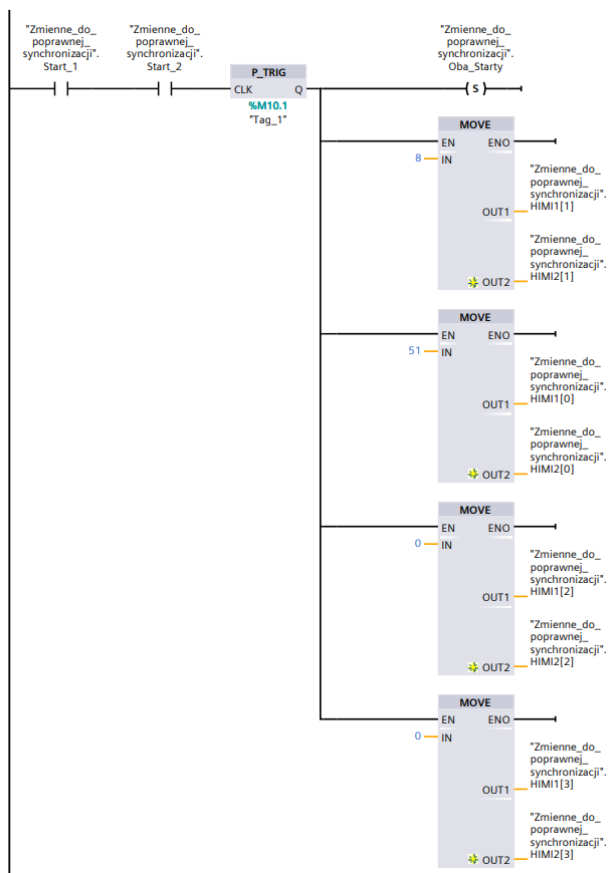 "Zmienne_do_
poprawnej_
synchronizacji".
Start_1
"Zmienne_do_
poprawnej_
synchronizacji".
Start_2
P_TRIG
CLK Q
%M10.1
"Tag_1"
"Zmienne_do_
poprawnej_
synchronizacji".
Oba_Starty
S
MOVE
EN ENO
8 IN
"Zmienne_do_
poprawnej_
synchronizacji".
OUT1 HIMI1[1]
"Zmienne_do_
poprawnej_
synchronizacji".
OUT2 HIMI2[1]
MOVE
EN ENO
51 IN
"Zmienne_do_
poprawnej_
synchronizacji".
OUT1 HIMI1[0]
"Zmienne_do_
poprawnej_
synchronizacji".
OUT2 HIMI2[0]
MOVE
EN ENO
0 IN
"Zmienne_do_
poprawnej_
synchronizacji".
OUT1 HIMI1[2]
"Zmienne_do_
poprawnej_
synchronizacji".
OUT2 HIMI2[2]
MOVE
EN ENO
0 IN
"Zmienne_do_
poprawnej_
synchronizacji".
OUT1 HIMI1[3]
"Zmienne_do_
poprawnej_
synchronizacji".
OUT2 HIMI2[3]